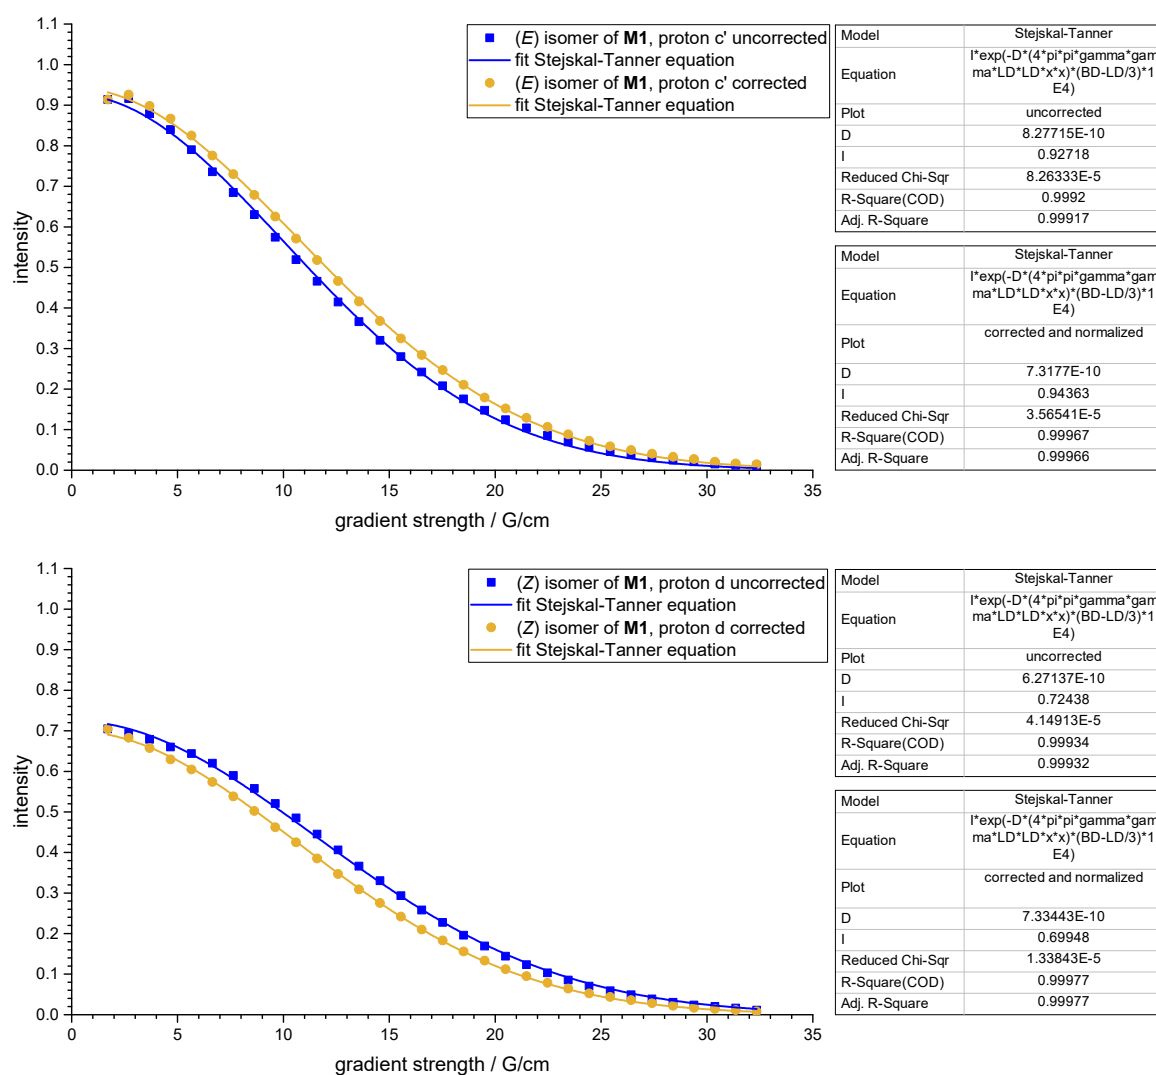 1.1
1.0
0.9
0.8
0.7
0.6
0.5
0.4
0.3
0.2
0.1
0.0
intensity
0 5 10 15 20 25 30 35
gradient strength / G/cm
(E) isomer of M1, proton c' uncorrected
fit Stejskal-Tanner equation
(E) isomer of M1, proton c' corrected
fit Stejskal-Tanner equation
Model Stejskal-Tanner
Equation I*exp(-D*(4*pi*pi*gamma*gam
ma*LD*LD*x*x)*(BD-LD/3)*1
E4)
Plot uncorrected
D 8.27715E-10
I 0.92718
Reduced Chi-Sqr 8.26333E-5
R-Square(COD) 0.9992
Adj. R-Square 0.99917
Model Stejskal-Tanner
Equation I*exp(-D*(4*pi*pi*gamma*gam
ma*LD*LD*x*x)*(BD-LD/3)*1
E4)
Plot corrected and normalized
D 7.3177E-10
I 0.94363
Reduced Chi-Sqr 3.56541E-5
R-Square(COD) 0.99967
Adj. R-Square 0.99966
1.1
1.0
0.9
0.8
0.7
0.6
0.5
0.4
0.3
0.2
0.1
0.0
intensity
0 5 10 15 20 25 30 35
gradient strength / G/cm
(Z) isomer of M1, proton d uncorrected
fit Stejskal-Tanner equation
(Z) isomer of M1, proton d corrected
fit Stejskal-Tanner equation
Model Stejskal-Tanner
Equation I*exp(-D*(4*pi*pi*gamma*gam
ma*LD*LD*x*x)*(BD-LD/3)*1
E4)
Plot uncorrected
D 6.27137E-10
I 0.72438
Reduced Chi-Sqr 4.14913E-5
R-Square(COD) 0.99934
Adj. R-Square 0.99932
Model Stejskal-Tanner
Equation I*exp(-D*(4*pi*pi*gamma*gam
ma*LD*LD*x*x)*(BD-LD/3)*1
E4)
Plot corrected and normalized
D 7.33443E-10
I 0.69948
Reduced Chi-Sqr 1.33843E-5
R-Square(COD) 0.99977
Adj. R-Square 0.99977